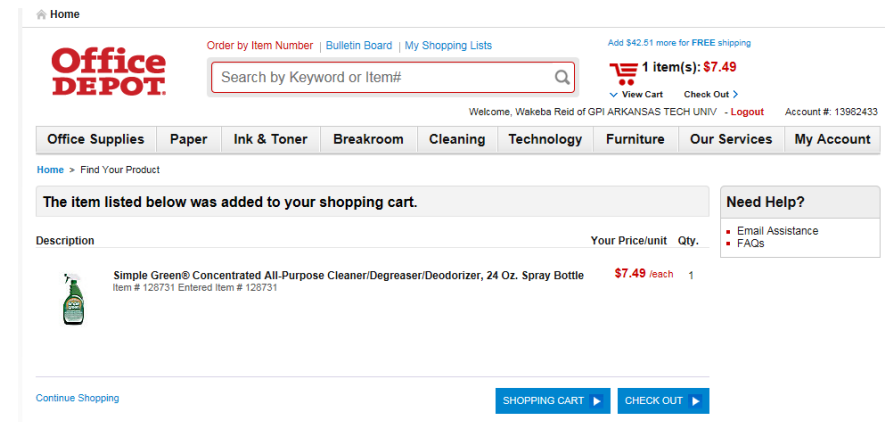 Home
Office
DEPOT.
Order by Item Number | Bulletin Board | My Shopping Lists
Search by Keyword or Item#
Add $42.51 more for FREE shipping
1 item(s): $7.49
View Cart Check Out
Welcome, Wakeba Reid of GPI ARKANSAS TECH UNIV - Logout Account #: 13982433
Office Supplies Paper Ink & Toner Breakroom Cleaning Technology Furniture Our Services My Account
Home > Find Your Product
The item listed below was added to your shopping cart.
Description Your Price/unit Qty.
Simple Green® Concentrated All-Purpose Cleaner/Degreaser/Deodorizer, 24 Oz. Spray Bottle $7.49 /each 1
Item # 128731 Entered Item # 128731
Continue Shopping SHOPPING CART CHECK OUT
Need Help?
Email Assistance
FAQs